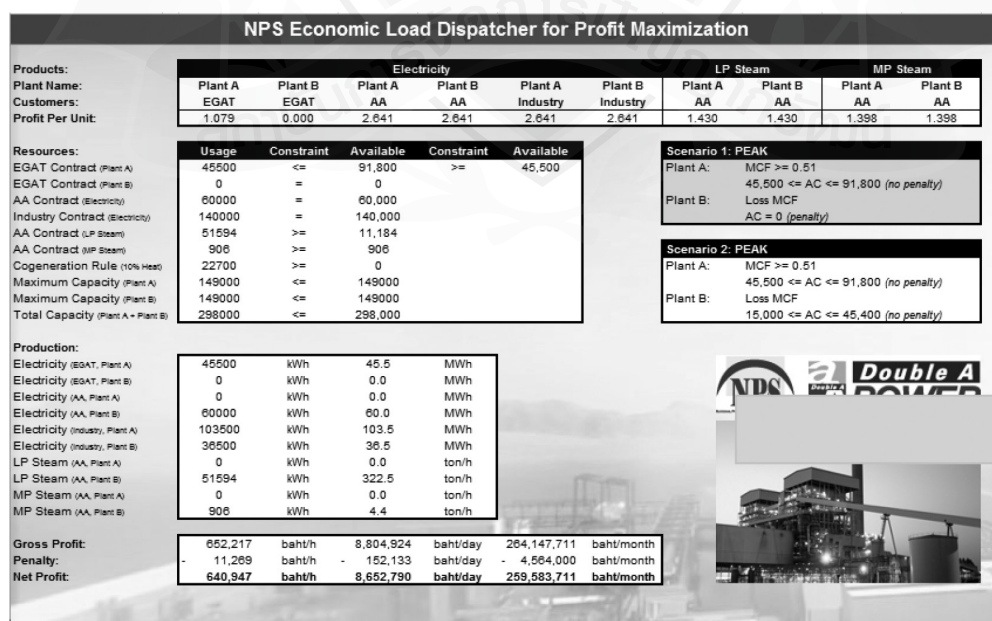 NPS Economic Load Dispatcher for Profit Maximization
Products: Electricity LP Steam MP Steam
Plant Name: Plant A Plant B Plant A Plant B Plant A Plant B Plant A Plant B Plant A Plant B
Customers: EGAT EGAT AA AA Industry Industry AA AA AA AA
Profit Per Unit: 1.079 0.000 2.641 2.641 2.641 2.641 1.430 1.430 1.398 1.398
Resources: Usage Constraint Available Constraint Available
EGAT Contract (Plant A) 45500 <= 91,800 >= 45,500
EGAT Contract (Plant B) 0 = 0
AA Contract (Electricity) 60000 = 60,000
Industry Contract (Electricity) 140000 = 140,000
AA Contract (LP Steam) 51594 >= 11,184
AA Contract (MP Steam) 906 >= 906
Cogeneration Rule (10% Heat) 22700 >= 0
Maximum Capacity (Plant A) 149000 <= 149000
Maximum Capacity (Plant B) 149000 <= 149000
Total Capacity (Plant A + Plant B) 298000 <= 298,000
Scenario 1: PEAK
Plant A: MCF >= 0.51
45,500 <= AC <= 91,800 (no penalty)
Plant B: Loss MCF
AC = 0 (penalty)
Scenario 2: PEAK
Plant A: MCF >= 0.51
45,500 <= AC <= 91,800 (no penalty)
Plant B: Loss MCF
15,000 <= AC <= 45,400 (no penalty)
Production:
Electricity (EGAT, Plant A) 45500 kWh 45.5 MWh
Electricity (EGAT, Plant B) 0 kWh 0.0 MWh
Electricity (AA, Plant A) 0 kWh 0.0 MWh
Electricity (AA, Plant B) 60000 kWh 60.0 MWh
Electricity (Industry, Plant A) 103500 kWh 103.5 MWh
Electricity (Industry, Plant B) 36500 kWh 36.5 MWh
LP Steam (AA, Plant A) 0 kWh 0.0 ton/h
LP Steam (AA, Plant B) 51594 kWh 322.5 ton/h
MP Steam (AA, Plant A) 0 kWh 0.0 ton/h
MP Steam (AA, Plant B) 906 kWh 4.4 ton/h
NPS
a Double A
Double A POWER
Gross Profit: 652,217 baht/h 8,804,924 baht/day 264,147,711 baht/month
Penalty: - 11,269 baht/h - 152,133 baht/day - 4,564,000 baht/month
Net Profit: 640,947 baht/h 8,652,790 baht/day 259,583,711 baht/month